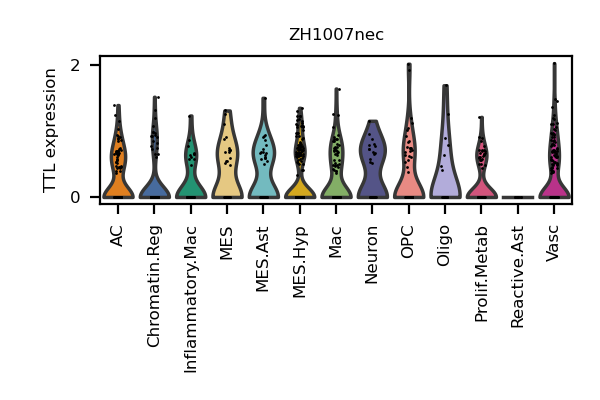 ZH1007nec
TTL expression
2
0
AC
Chromatin.Reg
Inflammatory.Mac
MES
MES.Ast
MES.Hyp
Mac
Neuron
OPC
Oligo
Prolif.Metab
Reactive.Ast
Vasc